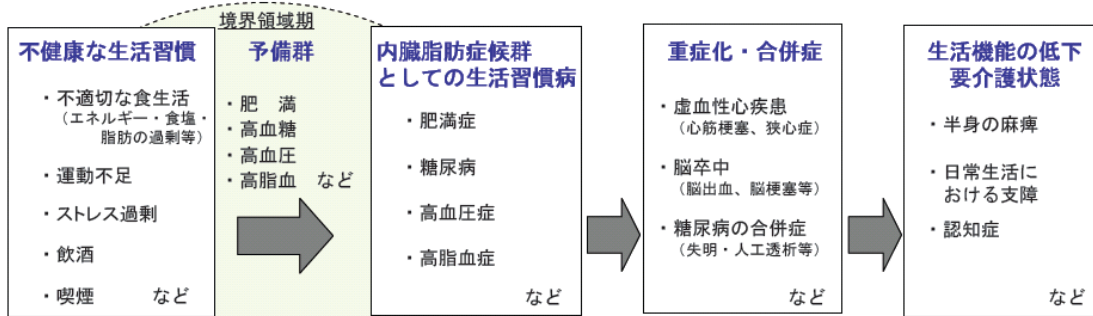 境界領域期
不健康な生活習慣
・不適切な食生活
(エネルギー・食塩・
脂肪の過剰等)
・運動不足
・ストレス過剰
・飲酒
・喫煙　など
予備群
・肥　満
・高血糖
・高血圧
・高脂血　など
内臓脂肪症候群
としての生活習慣病
・肥満症
・糖尿病
・高血圧症
・高脂血症
など
重症化・合併症
・虚血性心疾患
(心筋梗塞、狭心症)
・脳卒中
(脳出血、脳梗塞等)
・糖尿病の合併症
(失明・人工透析等)
など
生活機能の低下
要介護状態
・半身の麻痺
・日常生活に
おける支障
・認知症
など